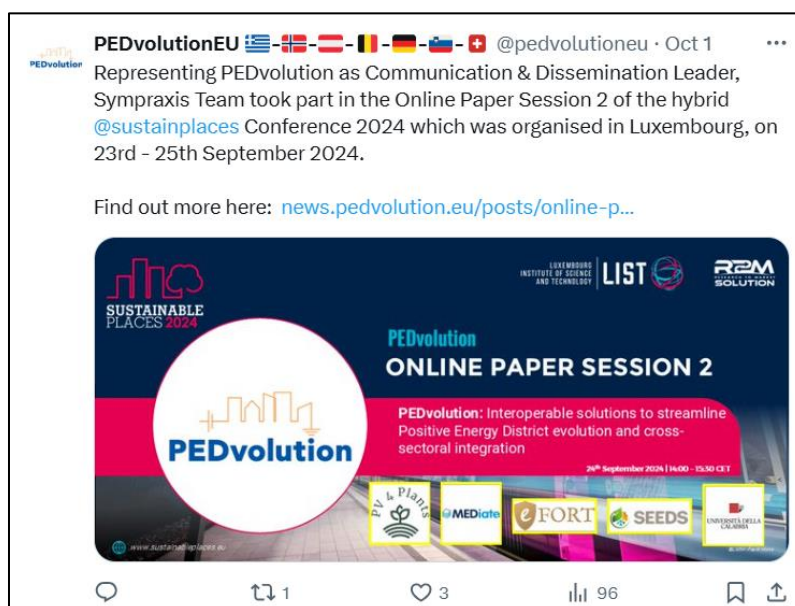 PEDvolution
PEDvolutionEU 🇬🇷-🇳🇴-🇦🇹-🇧🇪-🇩🇪-🇸🇮-🇨🇭 @pedvolutioneu · Oct 1 ...
Representing PEDvolution as Communication & Dissemination Leader,
Sympraxis Team took part in the Online Paper Session 2 of the hybrid
@sustainplaces Conference 2024 which was organised in Luxembourg, on
23rd - 25th September 2024.
Find out more here: news.pedvolution.eu/posts/online-p...
SUSTAINABLE
PLACES 2024
LUXEMBOURG
INSTITUTE OF SCIENCE
AND TECHNOLOGY
LIST
R2M
SOLUTION
PEDvolution
ONLINE PAPER SESSION 2
PEDvolution: Interoperable solutions to streamline
Positive Energy District evolution and cross-
sectoral integration
24th September 2024 | 14:00 - 15:30 CET
PEDvolution
PV 4 Plants
MEDiate
eFORT
SEEDS
UNIVERSITÀ DELLA
CALABRIA
www.sustainableplaces.eu
1
3
96